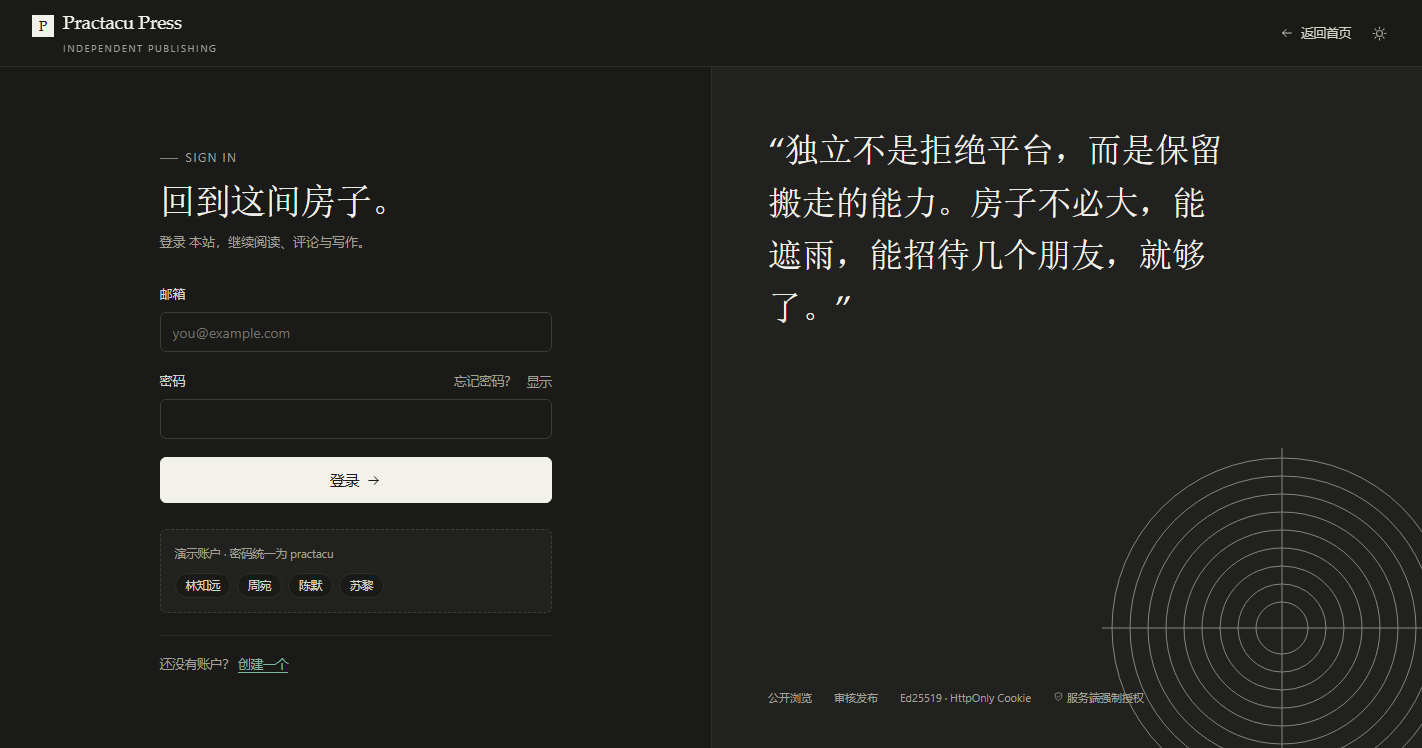 P
Practacu Press
INDEPENDENT PUBLISHING
← 返回首页
SIGN IN
回到这间房子。
登录 本站，继续阅读、评论与写作。
邮箱
you@example.com
密码 忘记密码？ 显示
登录 →
演示账户 · 密码统一为 practacu
林知远 周宛 陈默 苏黎
还没有账户？ 创建一个
“独立不是拒绝平台，而是保留
搬走的能力。房子不必大，能
遮雨，能招待几个朋友，就够
了。”
公开浏览 审核发布 Ed25519 · HttpOnly Cookie 服务端强制授权